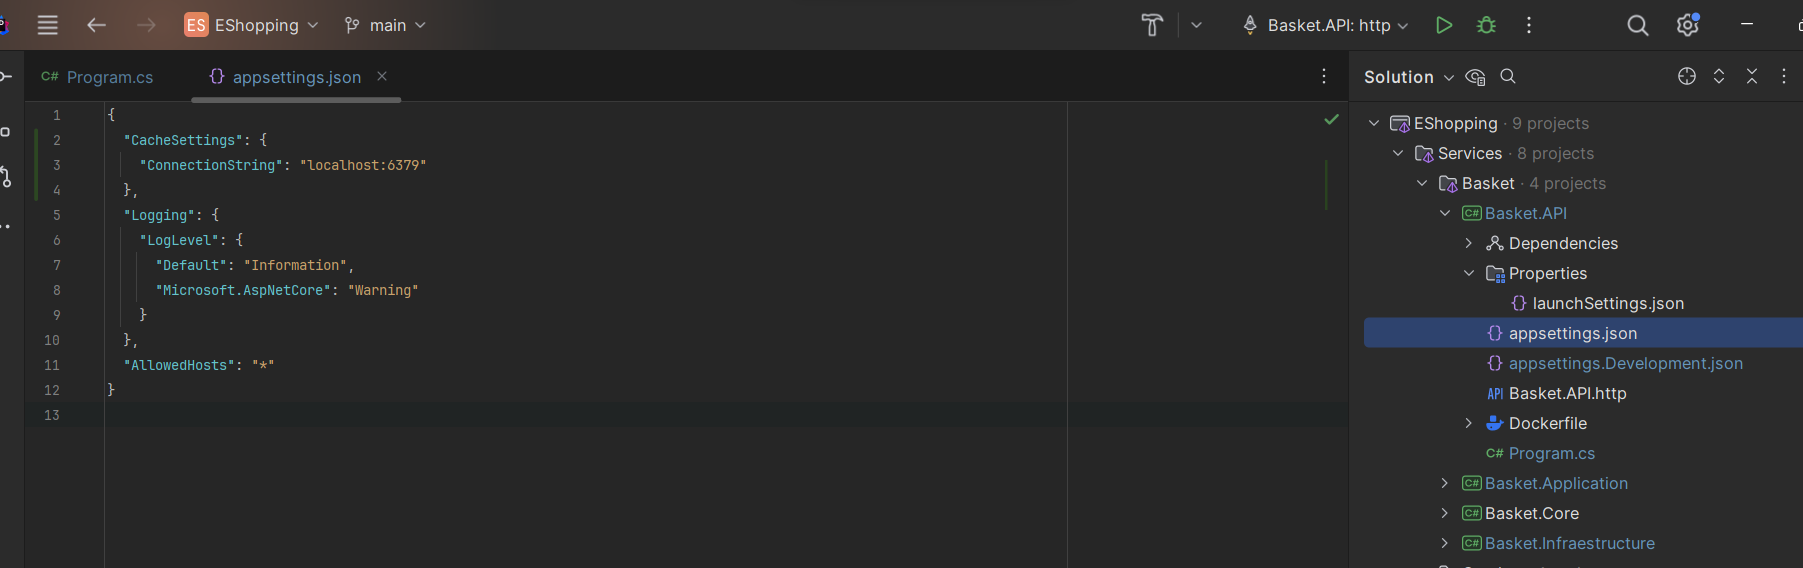 ES EShopping main Basket.API: http
C# Program.cs {} appsettings.json Solution
1 {
2 "CacheSettings": {
3 "ConnectionString": "localhost:6379"
4 },
5 "Logging": {
6 "LogLevel": {
7 "Default": "Information",
8 "Microsoft.AspNetCore": "Warning"
9 }
10 },
11 "AllowedHosts": "*"
12 }
13
EShopping · 9 projects
Services · 8 projects
Basket · 4 projects
C# Basket.API
Dependencies
Properties
{} launchSettings.json
{} appsettings.json
{} appsettings.Development.json
API Basket.API.http
Dockerfile
C# Program.cs
C# Basket.Application
C# Basket.Core
C# Basket.Infraestructure